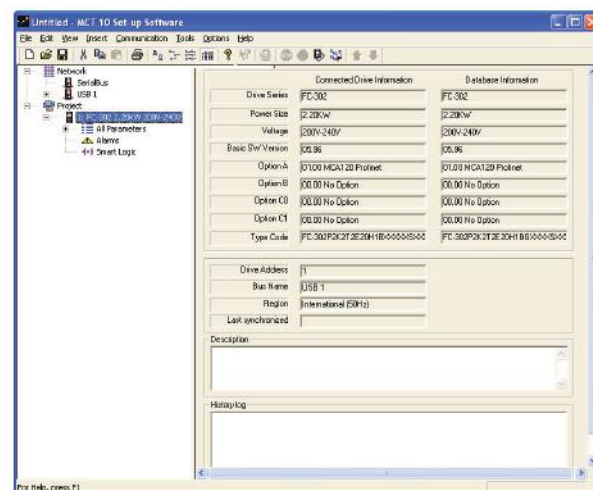 Untitled - MCT 10 Set-up Software
File Edit View Insert Communication Tools Options Help
Network
SerialBus
USB 1
Project
1) FC-302 2.20KW 200V-240V
All Parameters
Alarms
Smart Logic
Connected Drive Information Database Information
Drive Series FC-302 FC-302
Power Size 2.20KW 2.20KW
Voltage 200V-240V 200V-240V
Basic SW Version 05.96 05.96
Option A 01.00 MCA120 Profinet 01.00 MCA120 Profinet
Option B 00.00 No Option 00.00 No Option
Option C0 00.00 No Option 00.00 No Option
Option C1 00.00 No Option 00.00 No Option
Type Code
Drive Address 1
Bus Name USB 1
Region International (50Hz)
Last synchronized
Description
History log
For Help, press F1